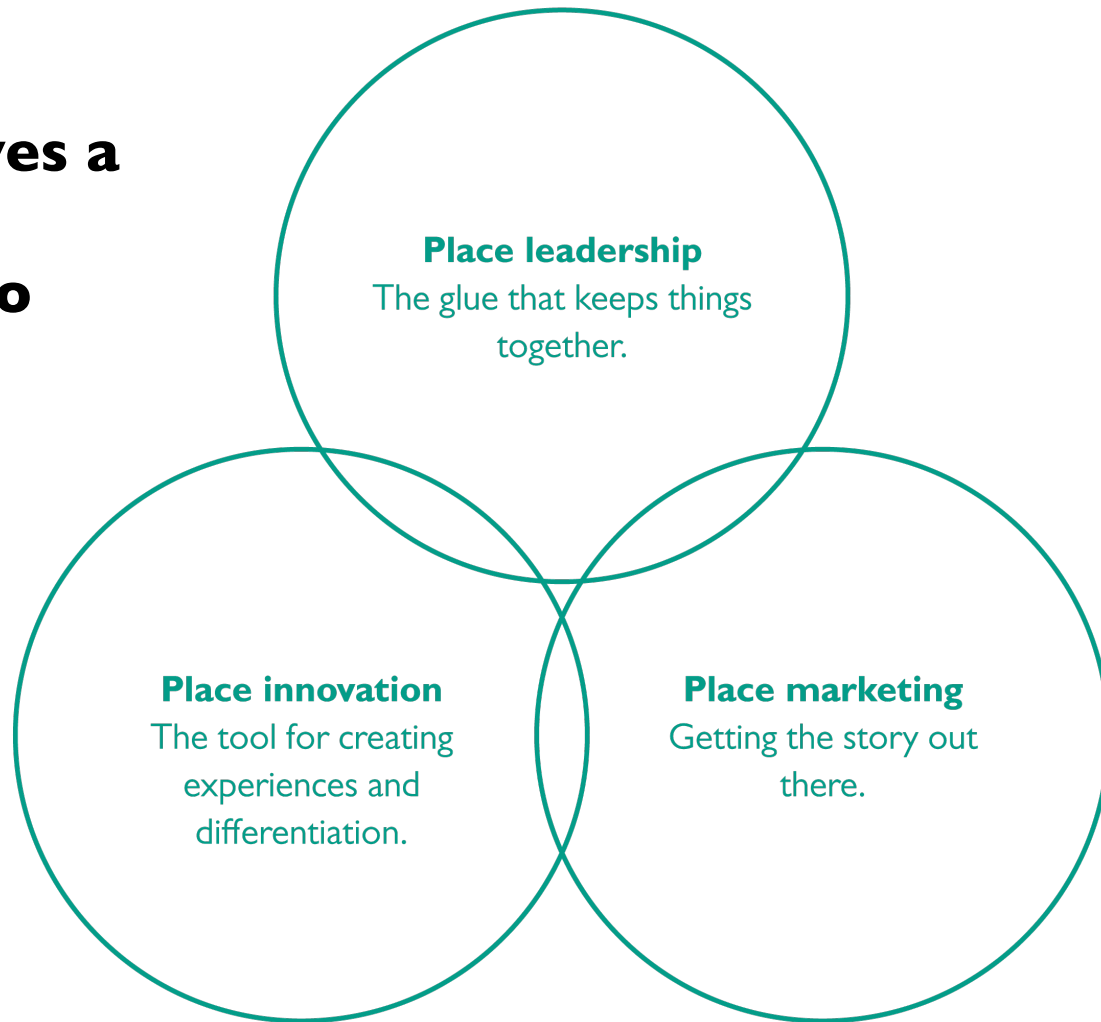 es a
o
Place leadership
The glue that keeps things
together.
Place innovation
The tool for creating
experiences and
differentiation.
Place marketing
Getting the story out
there.